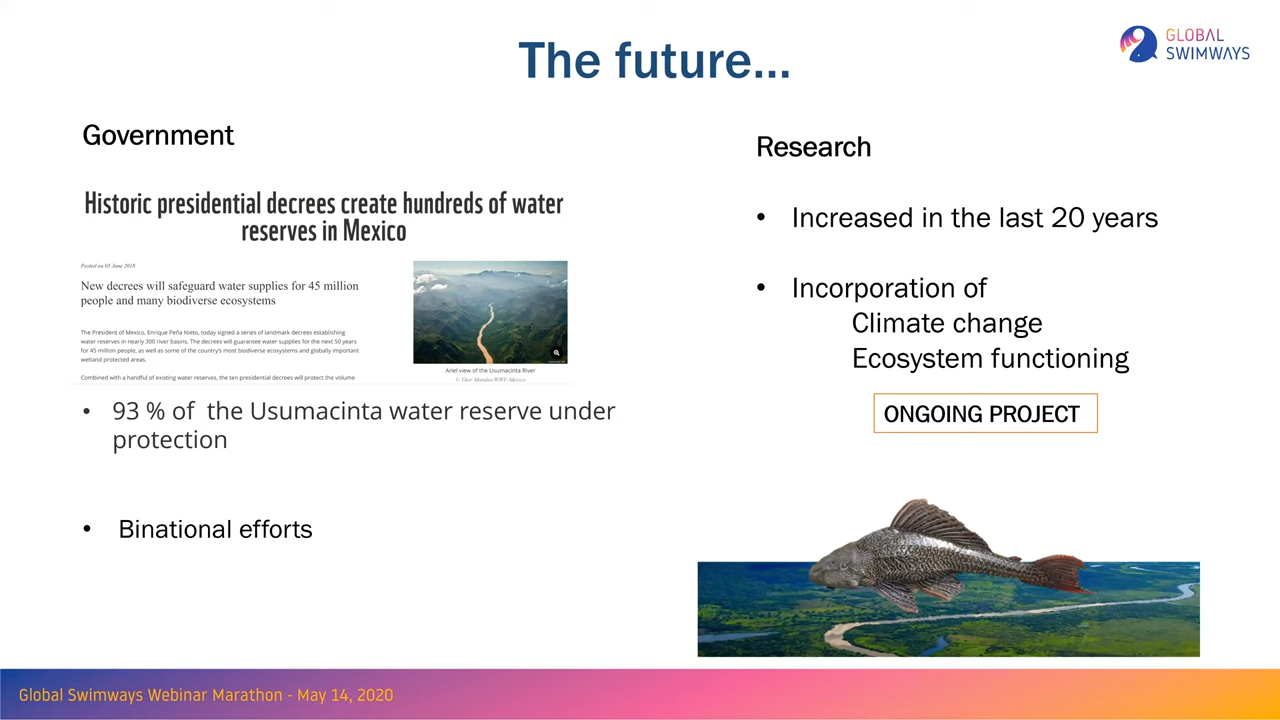 The future...
GLOBAL
SWIMWAYS
Government
Historic presidential decrees create hundreds of water
reserves in Mexico
Posted on 05 June 2018
New decrees will safeguard water supplies for 45 million
people and many biodiverse ecosystems
The President of Mexico, Enrique Peña Nieto, today signed a series of landmark decrees establishing
water reserves in nearly 300 river basins. The decrees will guarantee water supplies for the next 50 years
for 45 million people, as well as some of the country's most biodiverse ecosystems and globally important
wetland protected areas.
Combined with a handful of existing water reserves, the ten presidential decrees will protect the volume
Ariel view of the Usumacinta River
© Thor Morales/WWF-Mexico
• 93 % of the Usumacinta water reserve under
protection
• Binational efforts
Research
• Increased in the last 20 years
• Incorporation of
Climate change
Ecosystem functioning
ONGOING PROJECT
Global Swimways Webinar Marathon - May 14, 2020